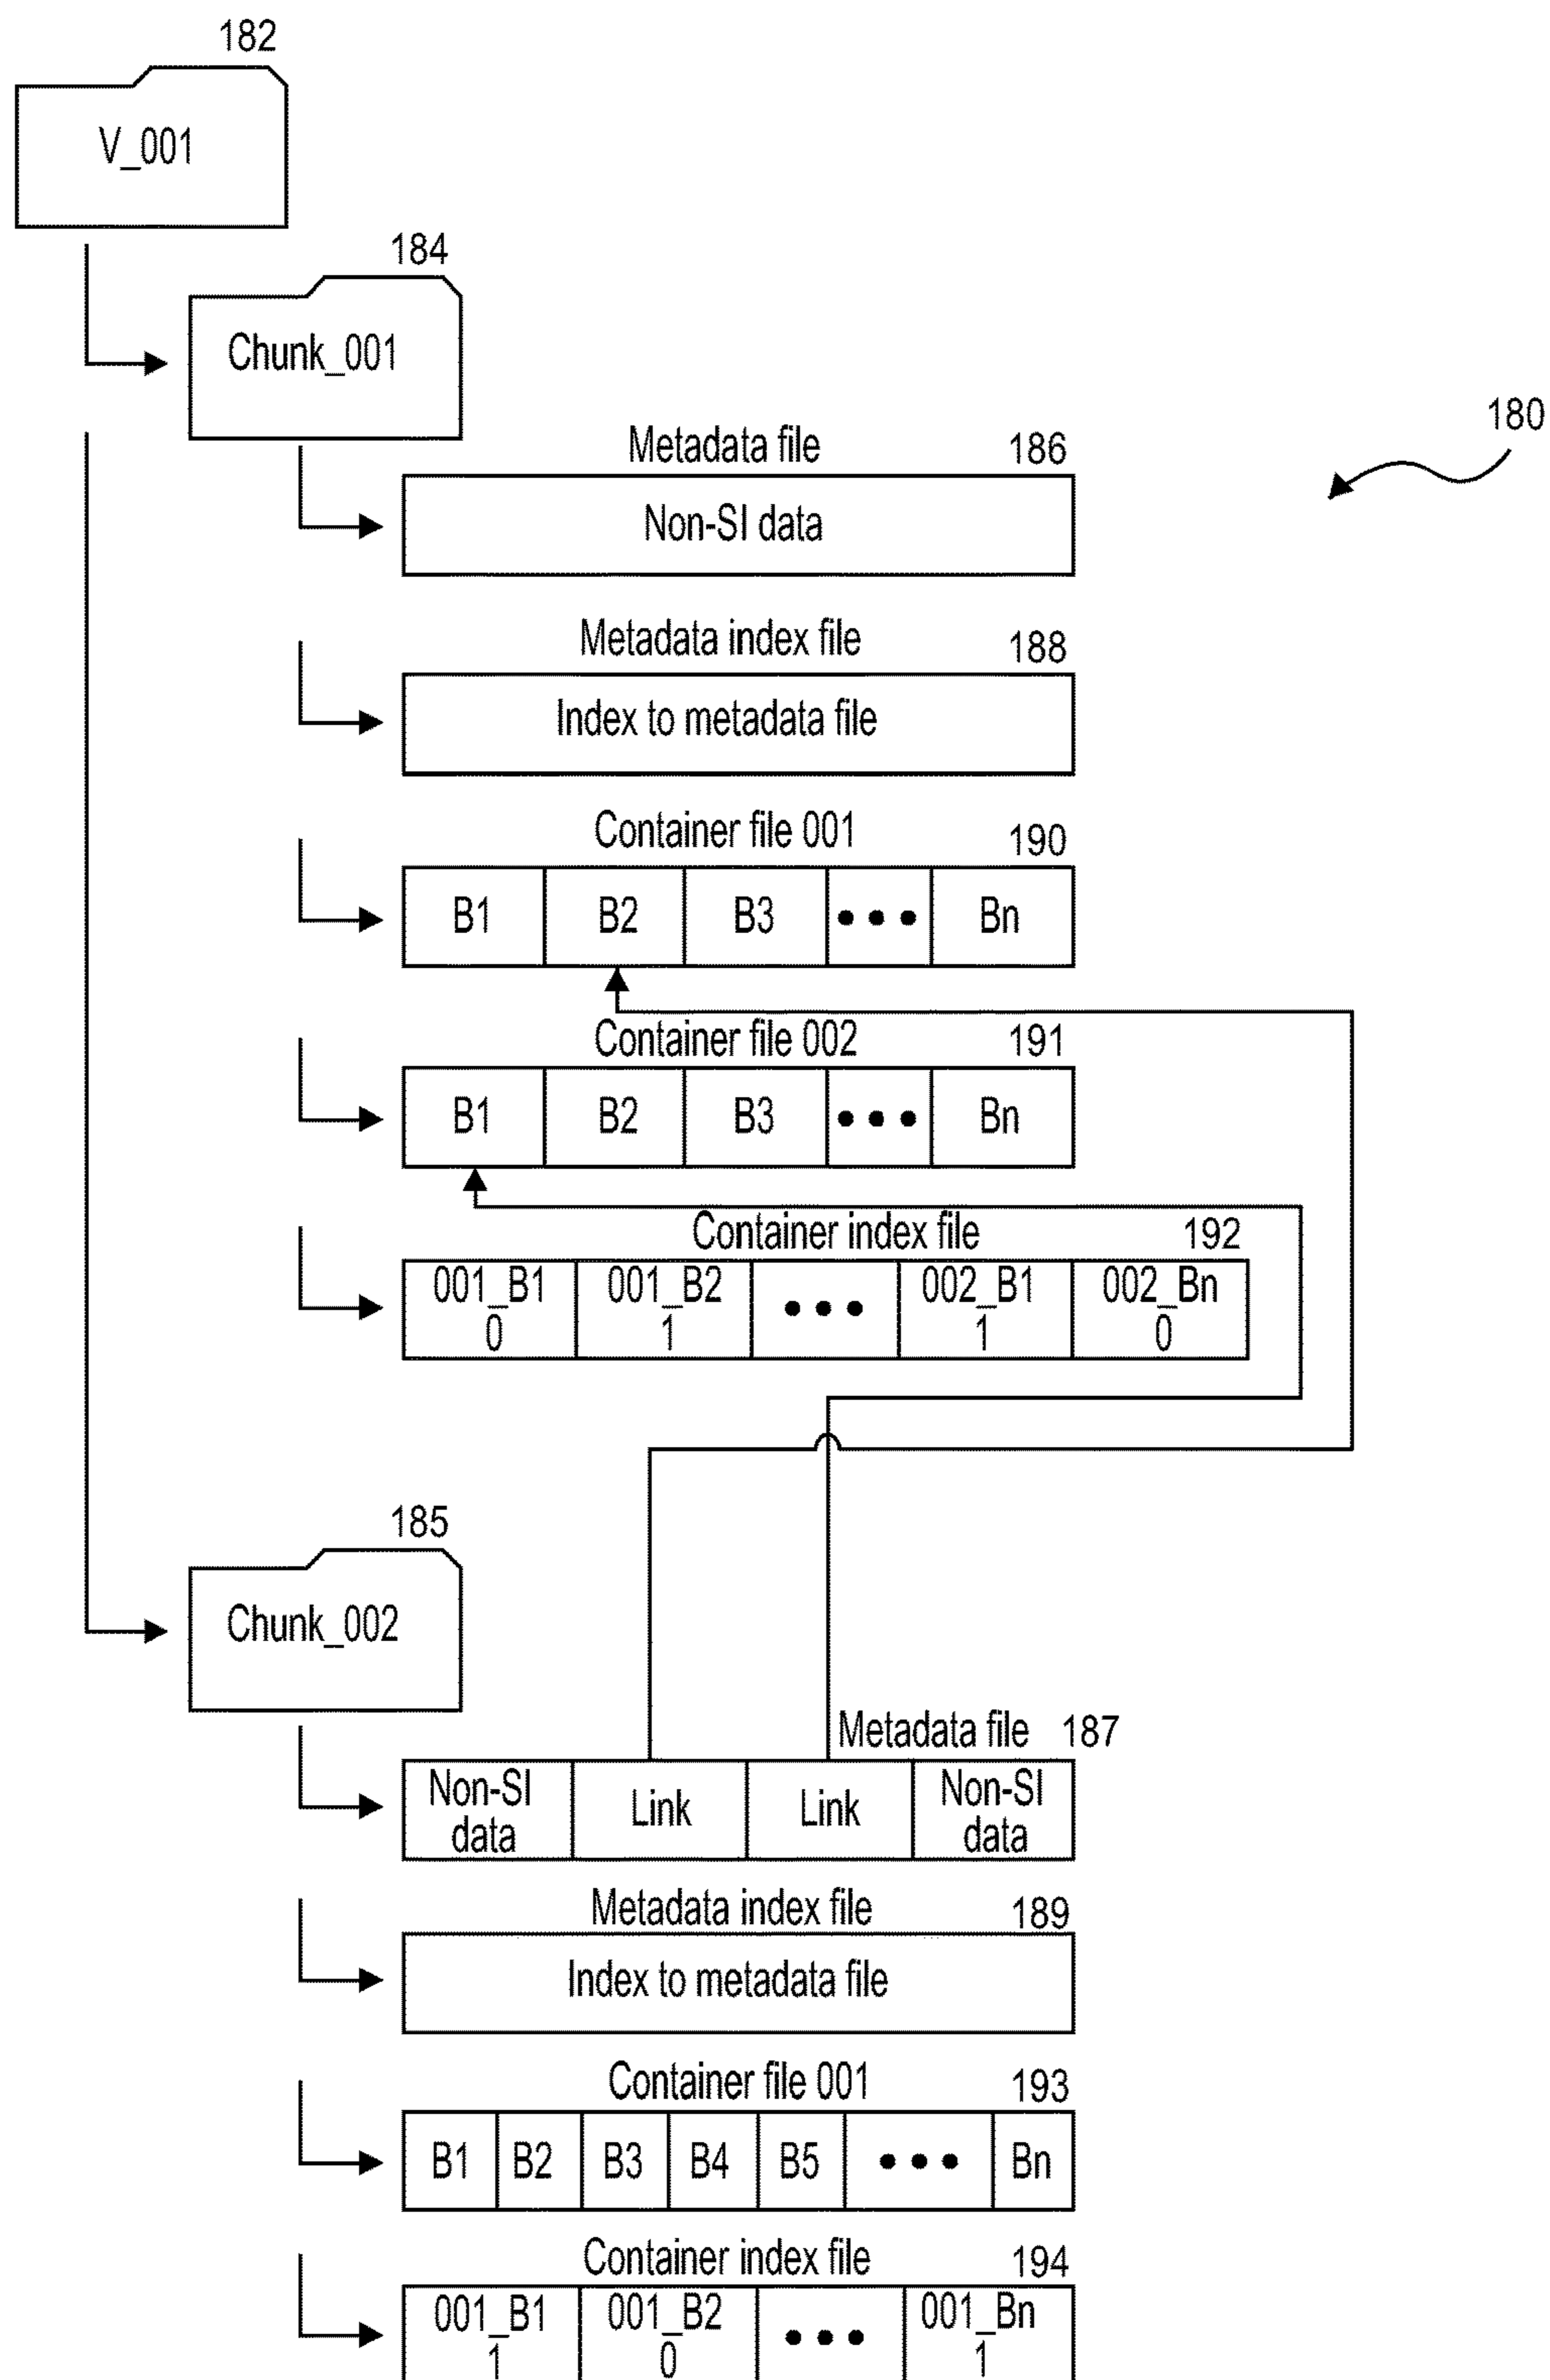 182
V_001
184
Chunk_001
180
Metadata file 186
Non-SI data
Metadata index file 188
Index to metadata file
Container file 001 190
B1 B2 B3 ••• Bn
Container file 002 191
B1 B2 B3 ••• Bn
Container index file 192
001_B1 001_B2 ••• 002_B1 002_Bn
0 1 1 0
185
Chunk_002
Metadata file 187
Non-SI Link Link Non-SI
data data
Metadata index file 189
Index to metadata file
Container file 001 193
B1 B2 B3 B4 B5 ••• Bn
Container index file 194
001_B1 001_B2 ••• 001_Bn
1 0 1